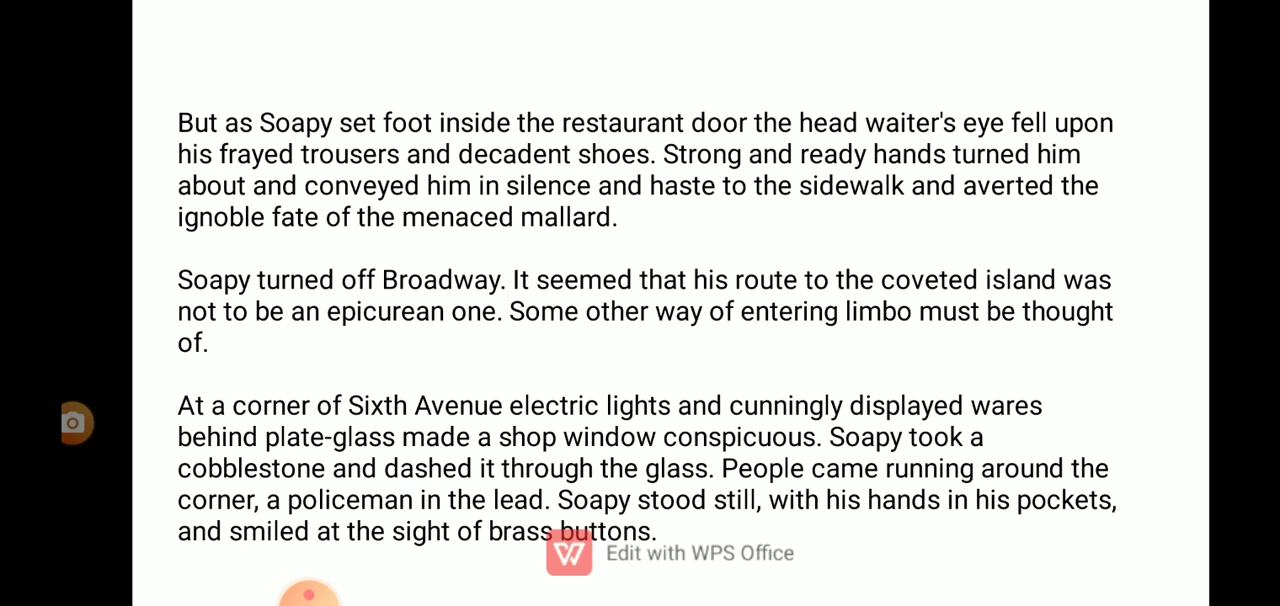 But as Soapy set foot inside the restaurant door the head waiter's eye fell upon
his frayed trousers and decadent shoes. Strong and ready hands turned him
about and conveyed him in silence and haste to the sidewalk and averted the
ignoble fate of the menaced mallard.
Soapy turned off Broadway. It seemed that his route to the coveted island was
not to be an epicurean one. Some other way of entering limbo must be thought
of.
At a corner of Sixth Avenue electric lights and cunningly displayed wares
behind plate-glass made a shop window conspicuous. Soapy took a
cobblestone and dashed it through the glass. People came running around the
corner, a policeman in the lead. Soapy stood still, with his hands in his pockets,
and smiled at the sight of brass buttons.
Edit with WPS Office